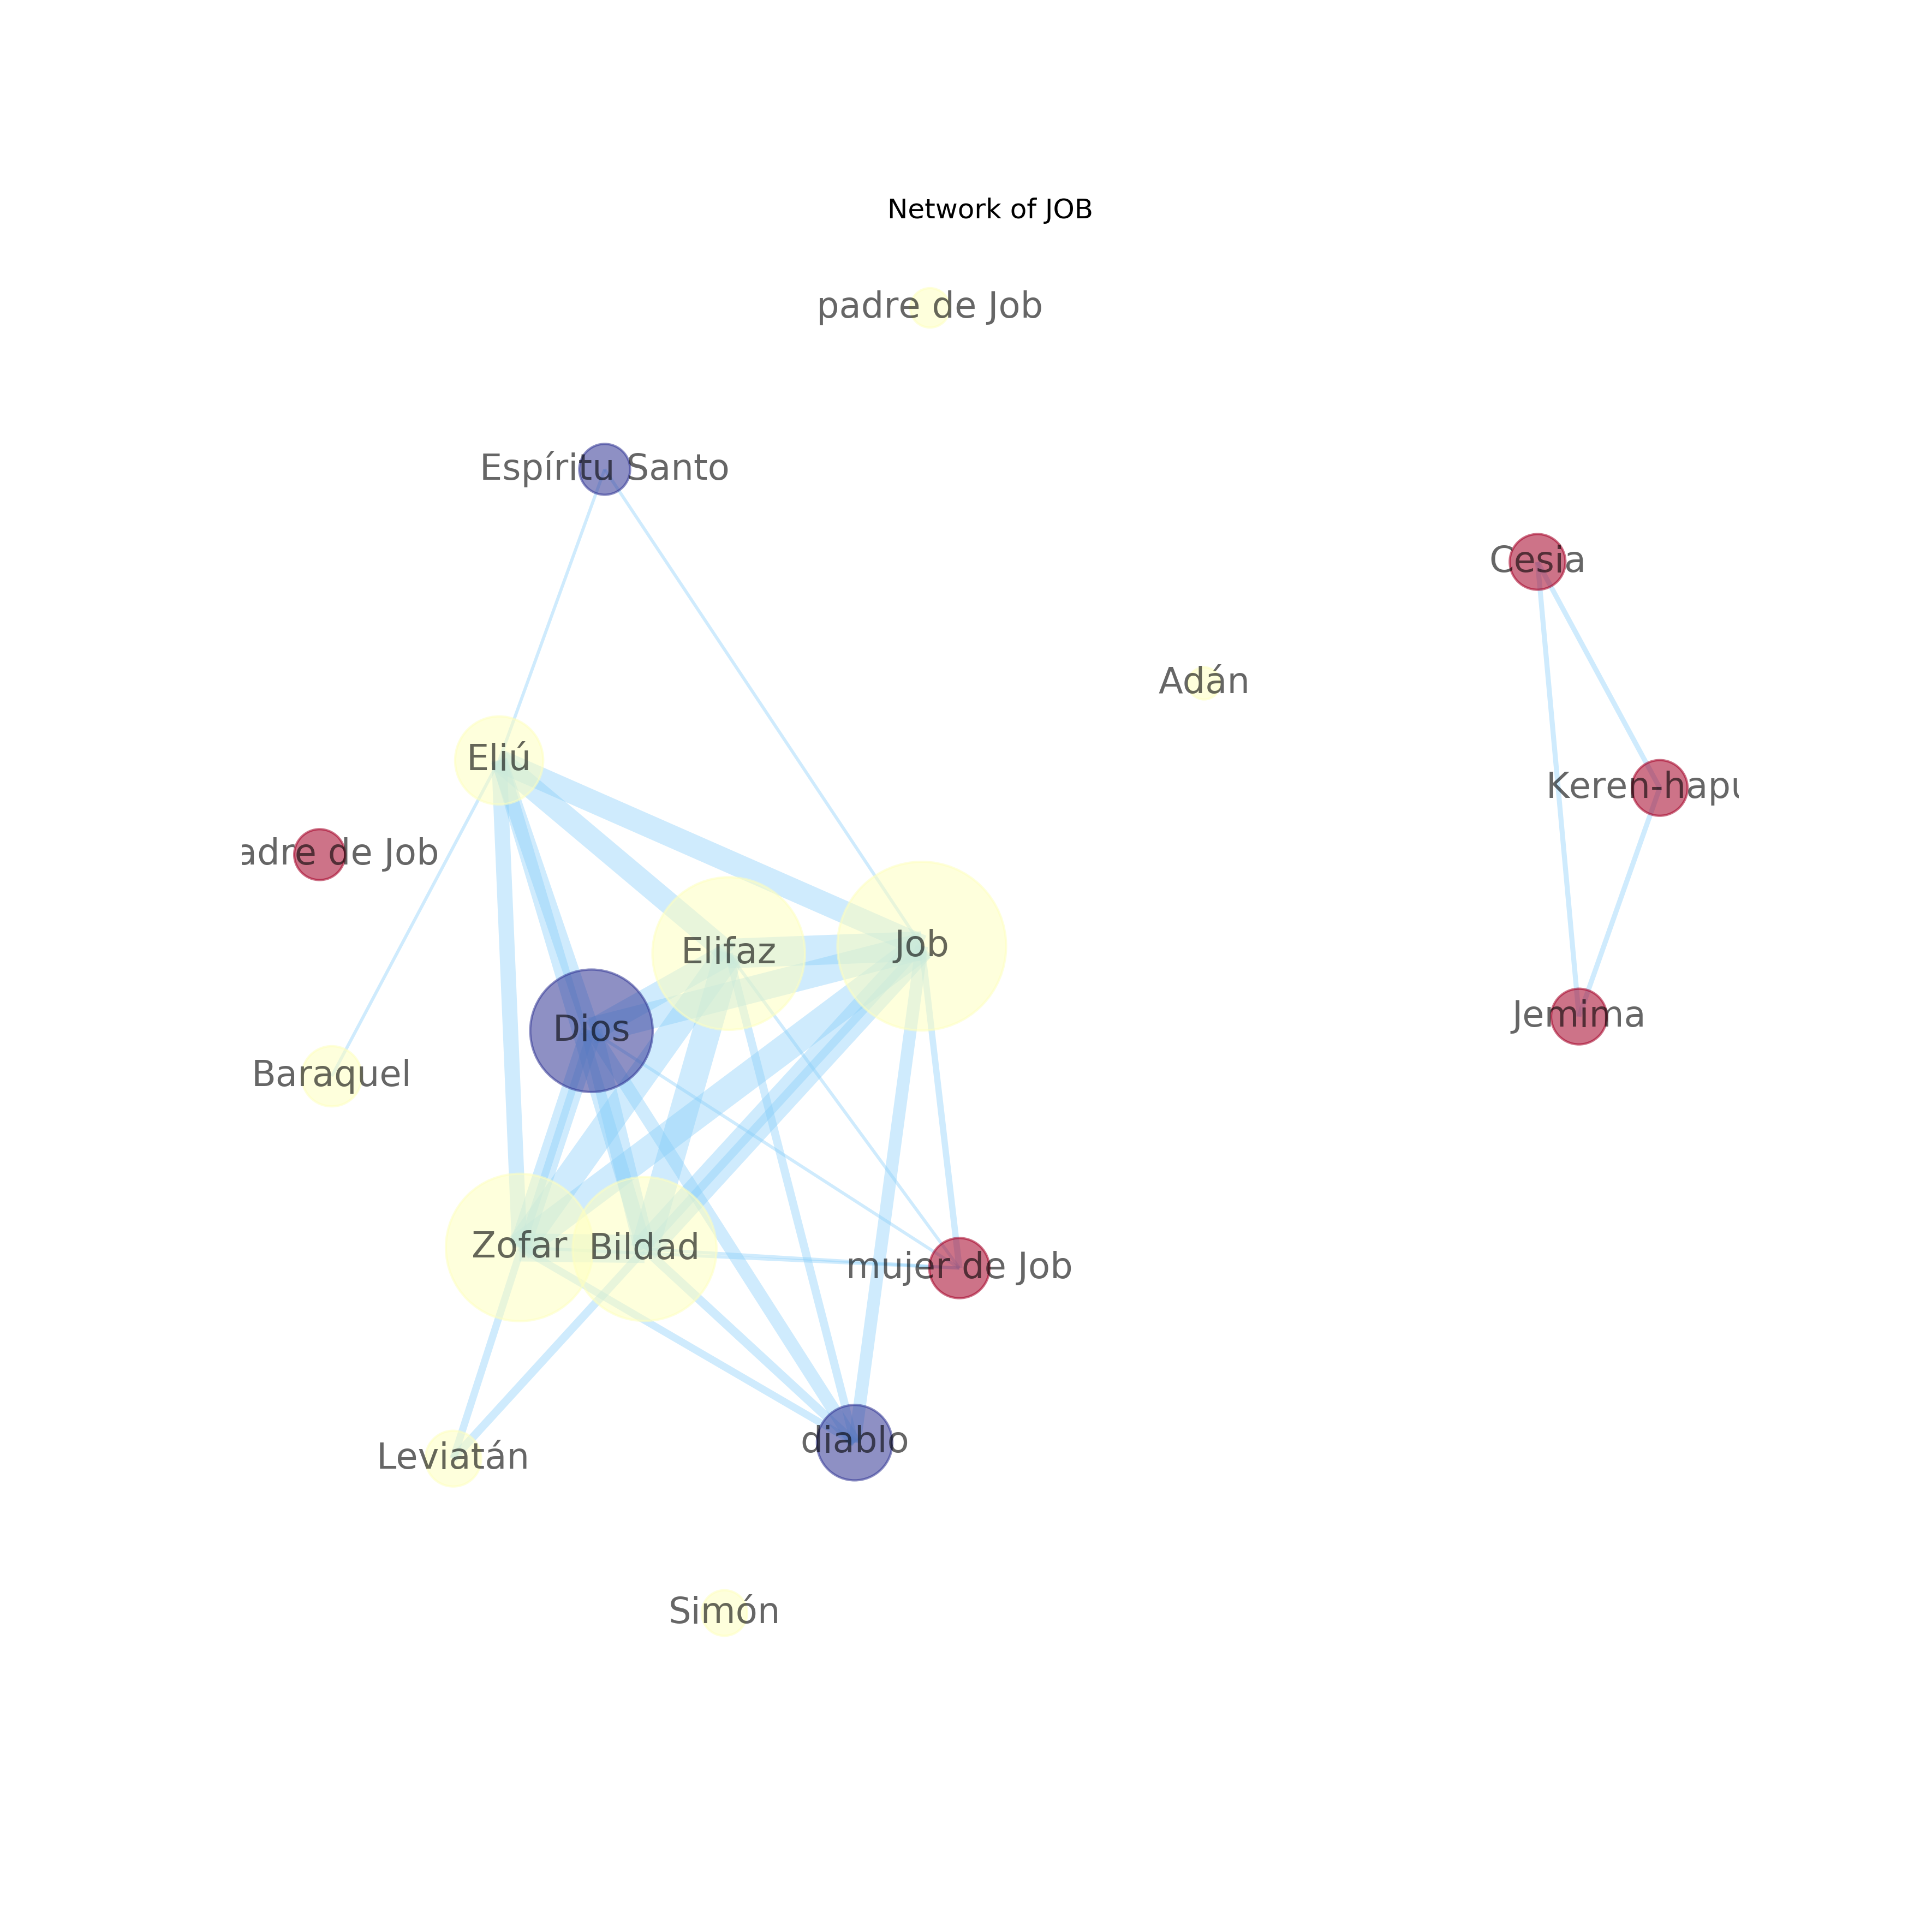 Network of JOB
padre de Job
Espíritu Santo
Cesia
Adán
Eliú
Keren-hapu
adre de Job
Elifaz
Job
Dios
Jemima
Baraquel
Zofar
Bildad
mujer de Job
Leviatán
diablo
Simón